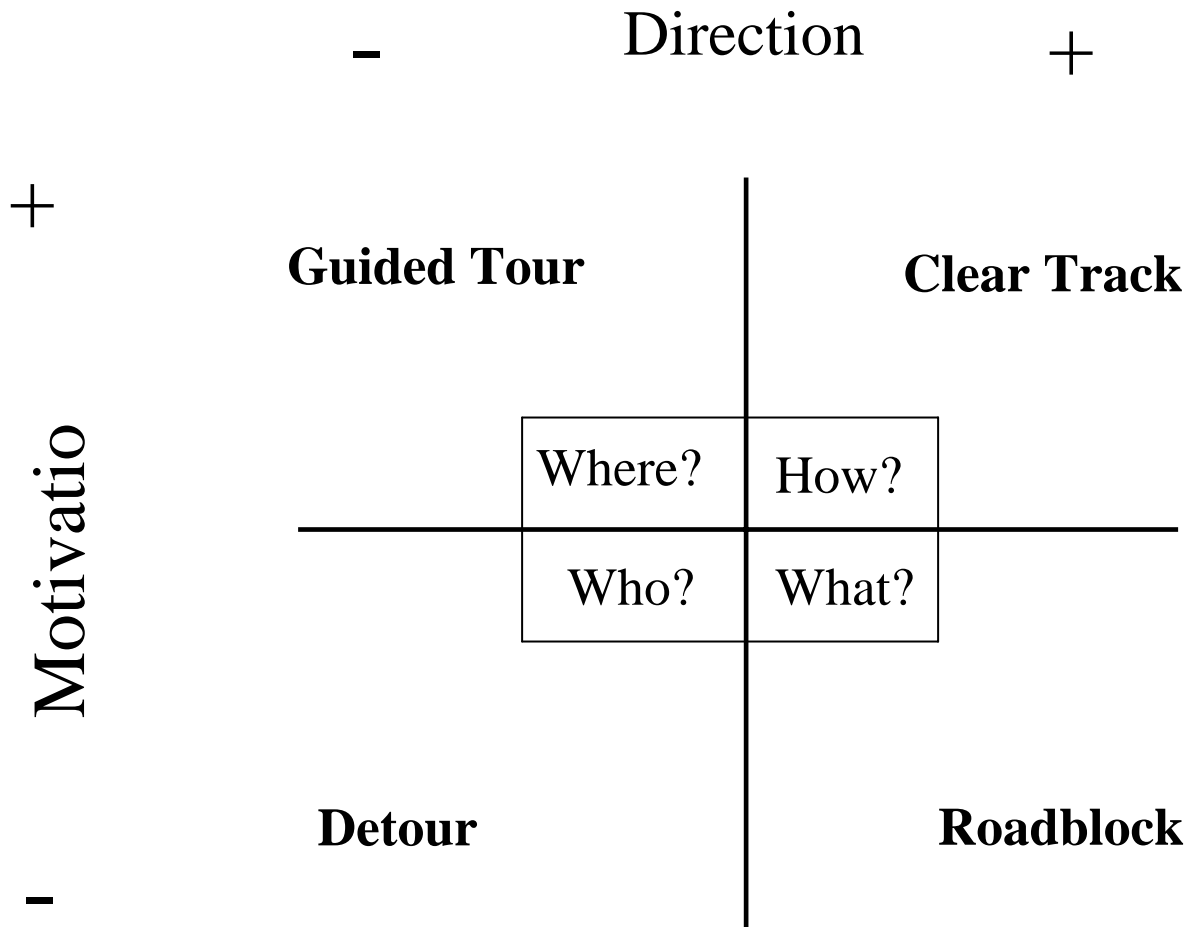 - Direction +
+
Guided Tour Clear Track
Where? How?
Motivatio
Who? What?
Detour Roadblock
-